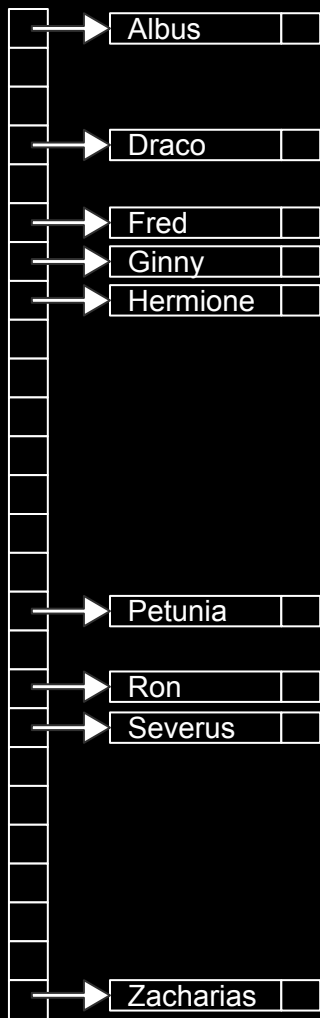 Albus
Draco
Fred
Ginny
Hermione
Petunia
Ron
Severus
Zacharias